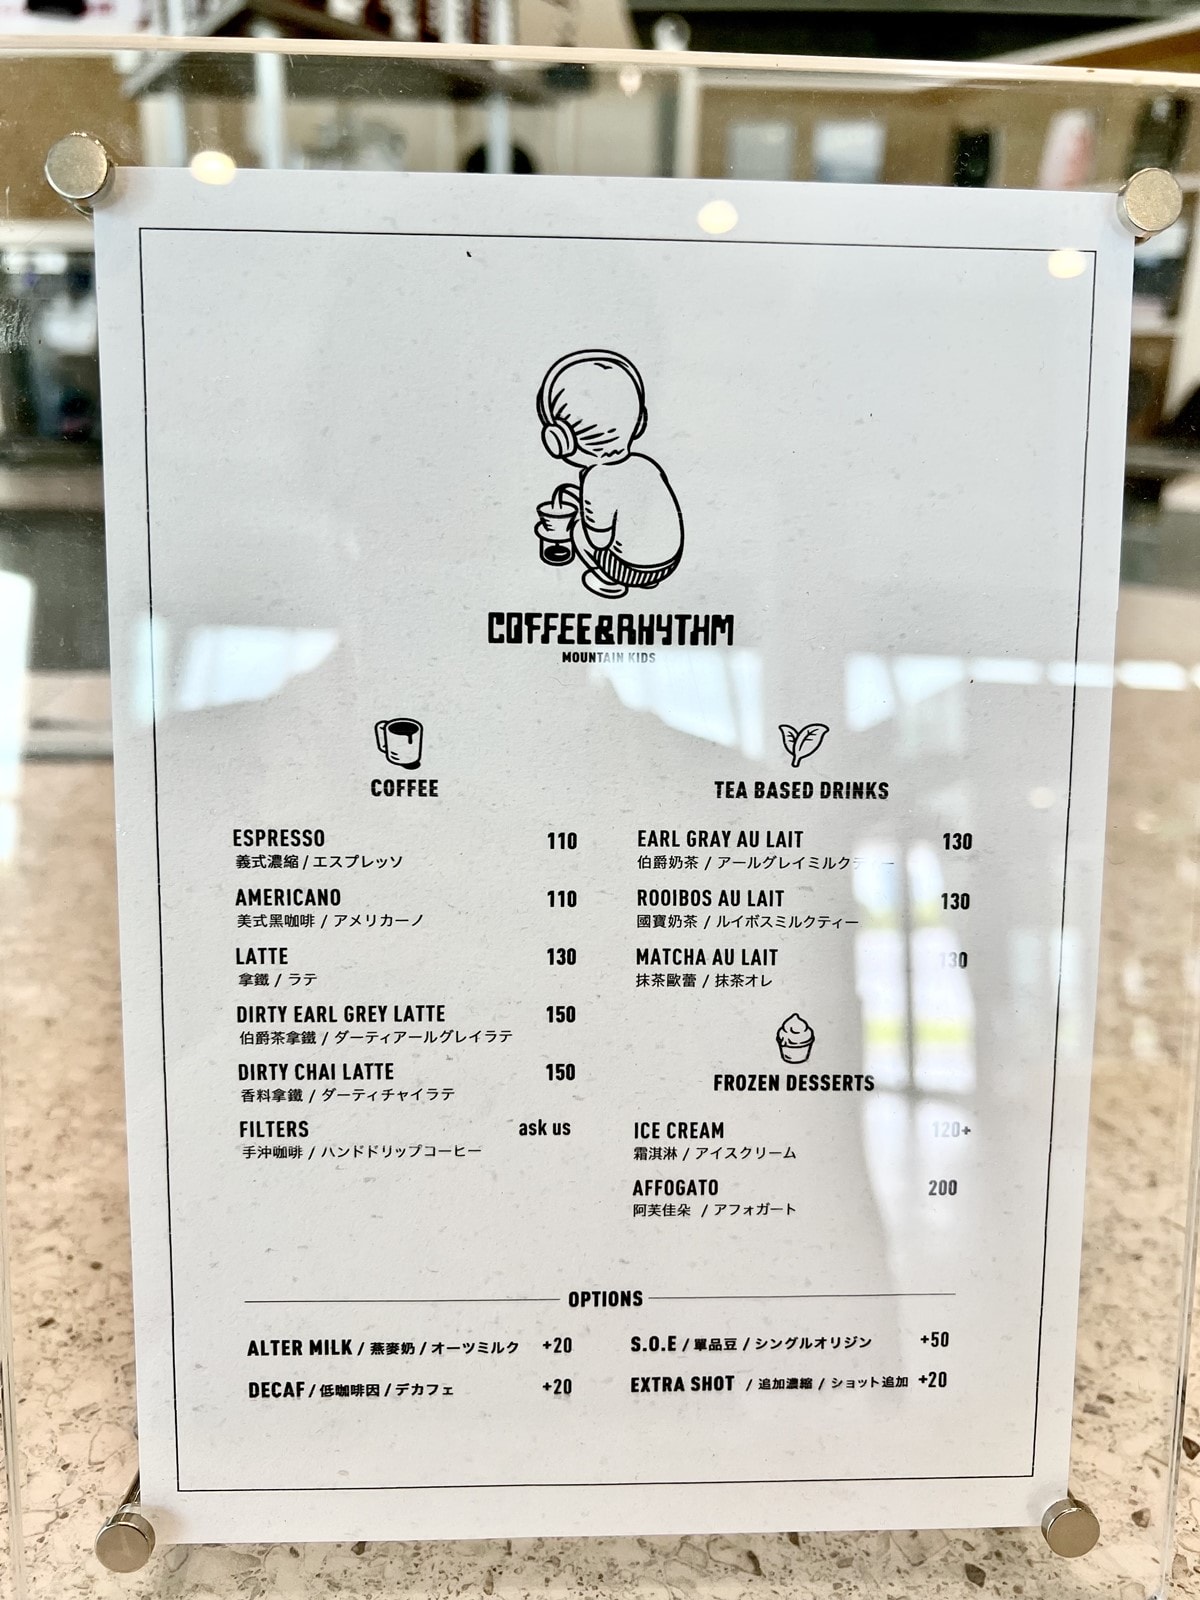 COFFEE&RHYTHM
MOUNTAIN KIDS
COFFEE
ESPRESSO 110
義式濃縮 / エスプレッソ
AMERICANO 110
美式黑咖啡 / アメリカーノ
LATTE 130
拿鐵 / ラテ
DIRTY EARL GREY LATTE 150
伯爵茶拿鐵 / ダーティアールグレイラテ
DIRTY CHAI LATTE 150
香料拿鐵 / ダーティチャイラテ
FILTERS ask us
手沖咖啡 / ハンドドリップコーヒー
TEA BASED DRINKS
EARL GRAY AU LAIT 130
伯爵奶茶 / アールグレイミルクティー
ROOIBOS AU LAIT 130
國寶奶茶 / ルイボスミルクティー
MATCHA AU LAIT 130
抹茶歐蕾 / 抹茶オレ
FROZEN DESSERTS
ICE CREAM 120+
霜淇淋 / アイスクリーム
AFFOGATO 200
阿芙佳朵 / アフォガート
OPTIONS
ALTER MILK / 燕麥奶 / オーツミルク +20
DECAF / 低咖啡因 / デカフェ +20
S.O.E / 單品豆 / シングルオリジン +50
EXTRA SHOT / 追加濃縮 / ショット追加 +20